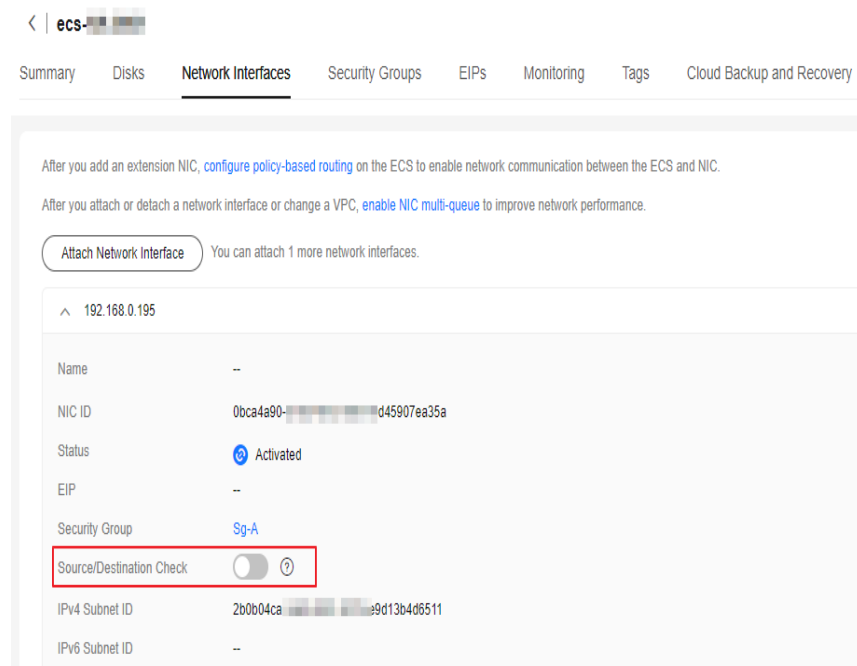 ecs-
Summary Disks Network Interfaces Security Groups EIPs Monitoring Tags Cloud Backup and Recovery
After you add an extension NIC, configure policy-based routing on the ECS to enable network communication between the ECS and NIC.
After you attach or detach a network interface or change a VPC, enable NIC multi-queue to improve network performance.
Attach Network Interface You can attach 1 more network interfaces.
192.168.0.195
Name --
NIC ID 0bca4a90- d45907ea35a
Status Activated
EIP --
Security Group Sg-A
Source/Destination Check ?
IPv4 Subnet ID 2b0b04ca e9d13b4d6511
IPv6 Subnet ID --